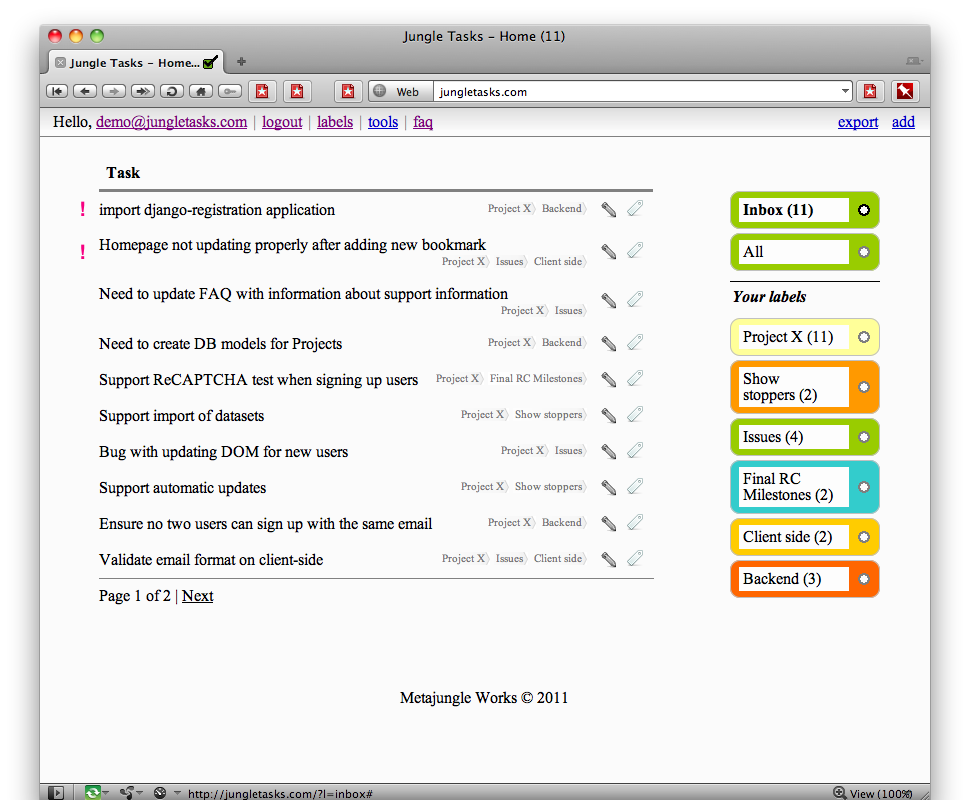 Jungle Tasks – Home (11)
Jungle Tasks – Home...
Web jungletasks.com
Hello, demo@jungletasks.com | logout | labels | tools | faq export add
Task
! import django-registration application Project X Backend
! Homepage not updating properly after adding new bookmark
Project X Issues Client side
Need to update FAQ with information about support information
Project X Issues
Need to create DB models for Projects Project X Backend
Support ReCAPTCHA test when signing up users Project X Final RC Milestones
Support import of datasets Project X Show stoppers
Bug with updating DOM for new users Project X Issues
Support automatic updates Project X Show stoppers
Ensure no two users can sign up with the same email Project X Backend
Validate email format on client-side Project X Issues Client side
Page 1 of 2 | Next
Inbox (11)
All
Your labels
Project X (11)
Show
stoppers (2)
Issues (4)
Final RC
Milestones (2)
Client side (2)
Backend (3)
Metajungle Works © 2011
http://jungletasks.com/?l=inbox# View (100%)